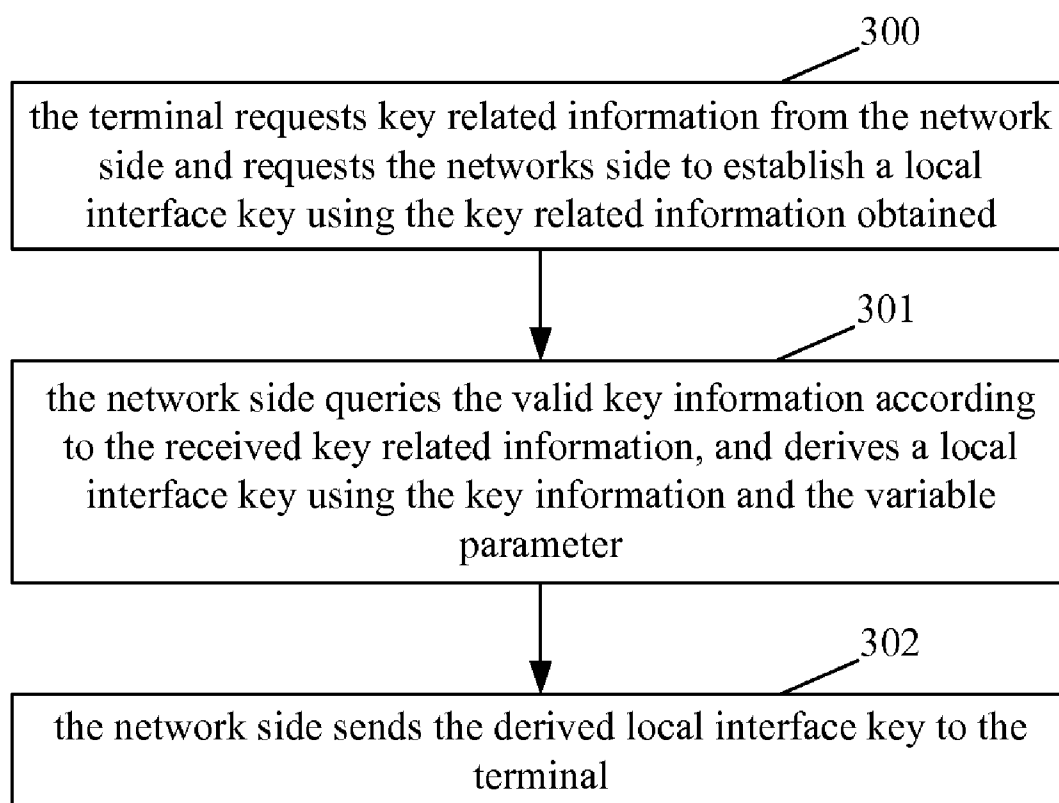 300
the terminal requests key related information from the network
side and requests the networks side to establish a local
interface key using the key related information obtained
301
the network side queries the valid key information according
to the received key related information, and derives a local
interface key using the key information and the variable
parameter
302
the network side sends the derived local interface key to the
terminal